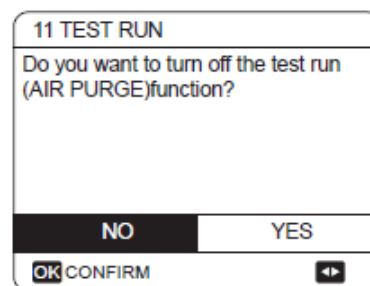 11 TEST RUN
Do you want to turn off the test run
(AIR PURGE)function?
NO YES
OK CONFIRM